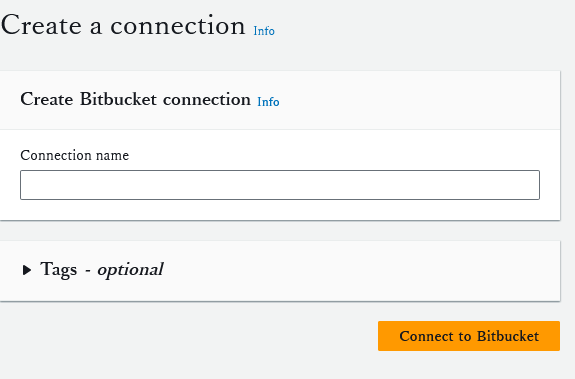 Create a connection Info
Create Bitbucket connection Info
Connection name
Tags - optional
Connect to Bitbucket